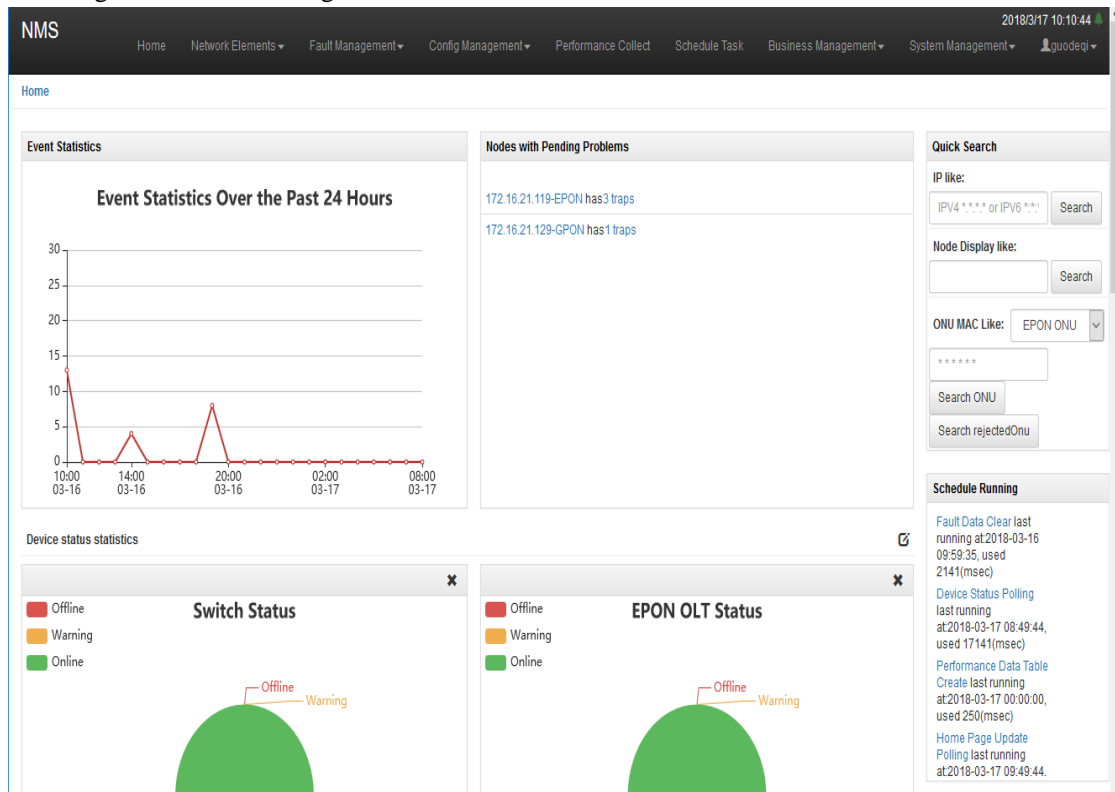 NMS
2018/3/17 10:10:44
Home Network Elements Fault Management Config Management Performance Collect Schedule Task Business Management System Management guodeqi
Home
Event Statistics
Event Statistics Over the Past 24 Hours
30
25
20
15
10
5
0
10:00 14:00 20:00 02:00 08:00
03-16 03-16 03-16 03-17 03-17
Nodes with Pending Problems
172.16.21.119-EPON has3 traps
172.16.21.129-GPON has1 traps
Quick Search
IP like:
IPV4 *.*.*.* or IPV6 *:*:* Search
Node Display like:
Search
ONU MAC Like: EPON ONU
* * * * * *
Search ONU
Search rejectedOnu
Schedule Running
Fault Data Clear last
running at:2018-03-16
09:59:35, used
2141(msec)
Device Status Polling
last running
at:2018-03-17 08:49:44,
used 17141(msec)
Performance Data Table
Create last running
at:2018-03-17 00:00:00,
used 250(msec)
Home Page Update
Polling last running
at:2018-03-17 09:49:44.
Device status statistics
Switch Status
Offline
Warning
Online
Offline
Warning
EPON OLT Status
Offline
Warning
Online
Offline
Warning